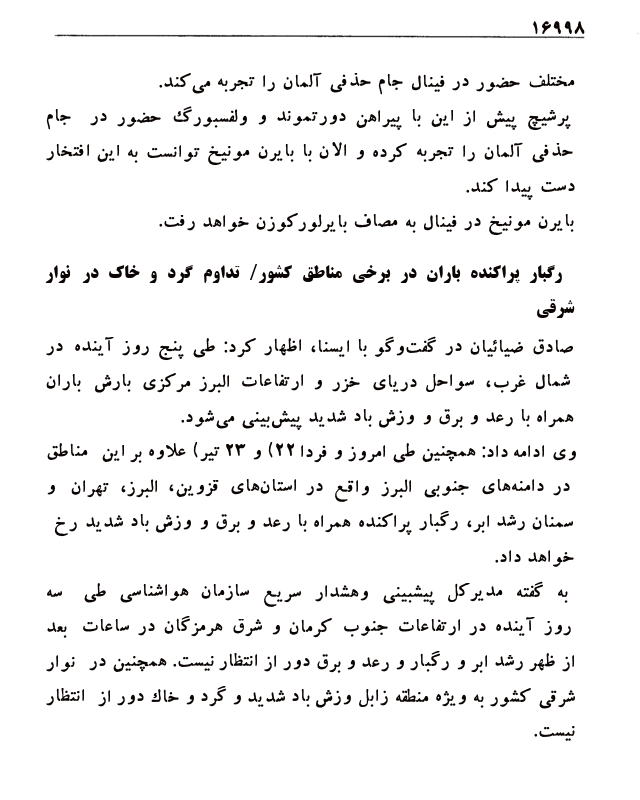 ۱۶۹۹۸
مختلف حضور در فینال جام حذفی آلمان را تجربه می‌کند.
پرشیچ پیش از این با پیراهن دورتموند و ولفسبورگ حضور در جام
حذفی آلمان را تجربه کرده و الان با بایرن مونیخ توانست به این افتخار
دست پیدا کند.
بایرن مونیخ در فینال به مصاف بایرلورکوزن خواهد رفت.
رگبار پراکنده باران در برخی مناطق کشور/ تداوم گرد و خاک در نوار
شرقی
صادق ضیائیان در گفت‌وگو با ایسنا، اظهار کرد: طی پنج روز آینده در
شمال غرب، سواحل دریای خزر و ارتفاعات البرز مرکزی بارش باران
همراه با رعد و برق و وزش باد شدید پیش‌بینی می‌شود.
وی ادامه داد: همچنین طی امروز و فردا ۲۲) و ۲۳ تیر) علاوه بر این مناطق
در دامنه‌های جنوبی البرز واقع در استان‌های قزوین، البرز، تهران و
سمنان رشد ابر، رگبار پراکنده همراه با رعد و برق و وزش باد شدید رخ
خواهد داد.
به گفته مدیرکل پیشبینی وهشدار سریع سازمان هواشناسی طی سه
روز آینده در ارتفاعات جنوب کرمان و شرق هرمزگان در ساعات بعد
از ظهر رشد ابر و رگبار و رعد و برق دور از انتظار نیست. همچنین در نوار
شرقی کشور به ویژه منطقه زابل وزش باد شدید و گرد و خاک دور از انتظار
نیست.